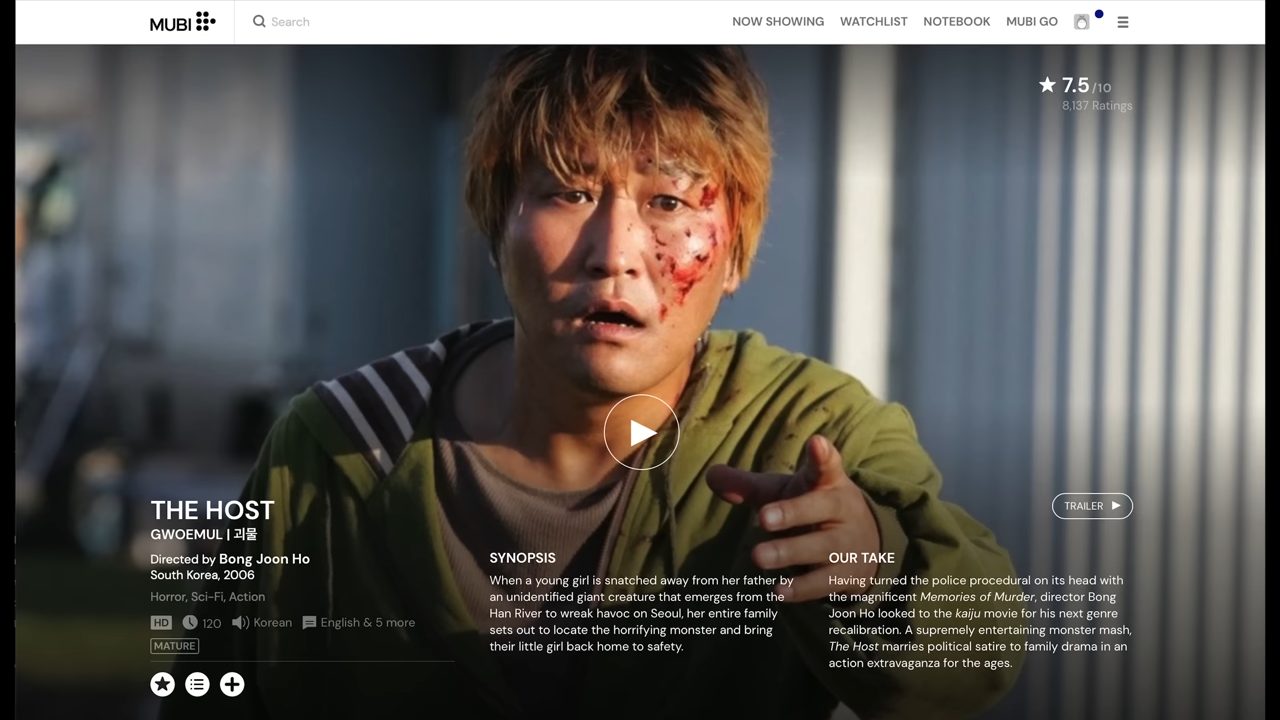 MUBI
Search
NOW SHOWING
WATCHLIST
NOTEBOOK
MUBI GO
7.5/10
8,137 Ratings
THE HOST
GWOEMUL | 괴물
Directed by Bong Joon Ho
South Korea, 2006
Horror, Sci-Fi, Action
HD 120 Korean English & 5 more
MATURE
SYNOPSIS
When a young girl is snatched away from her father by
an unidentified giant creature that emerges from the
Han River to wreak havoc on Seoul, her entire family
sets out to locate the horrifying monster and bring
their little girl back home to safety.
TRAILER
OUR TAKE
Having turned the police procedural on its head with
the magnificent Memories of Murder, director Bong
Joon Ho looked to the kaiju movie for his next genre
recalibration. A supremely entertaining monster mash,
The Host marries political satire to family drama in an
action extravaganza for the ages.